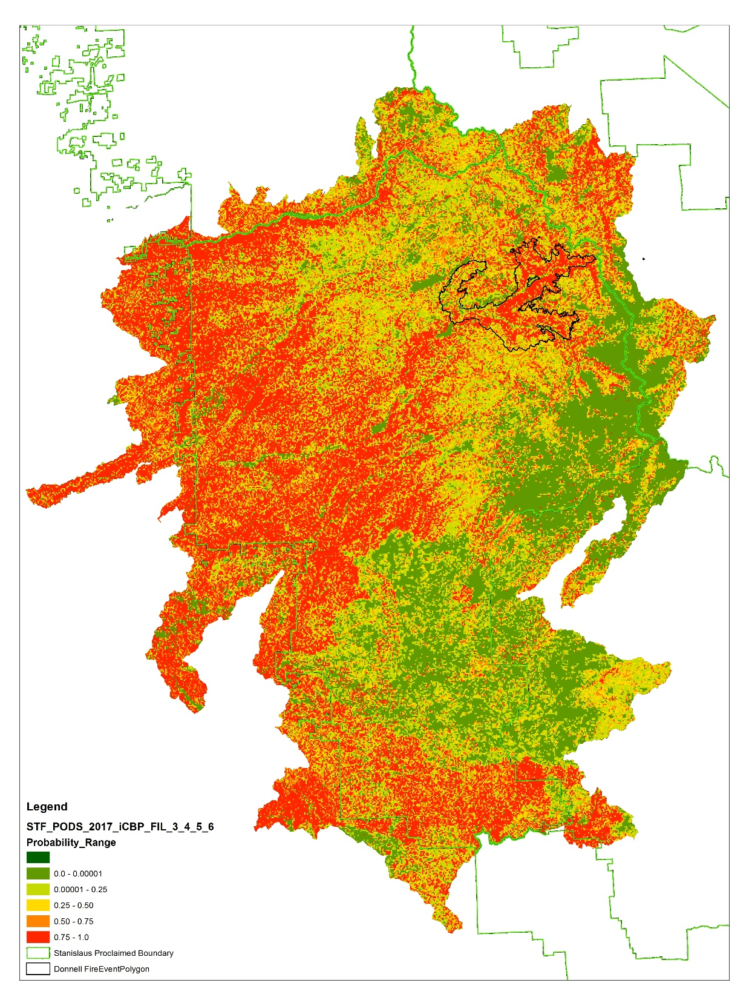 Legend
STF_PODS_2017_iCBP_FIL_3_4_5_6
Probability_Range
0.0 - 0.00001
0.00001 - 0.25
0.25 - 0.50
0.50 - 0.75
0.75 - 1.0
Stanislaus Proclaimed Boundary
Donnell FireEventPolygon